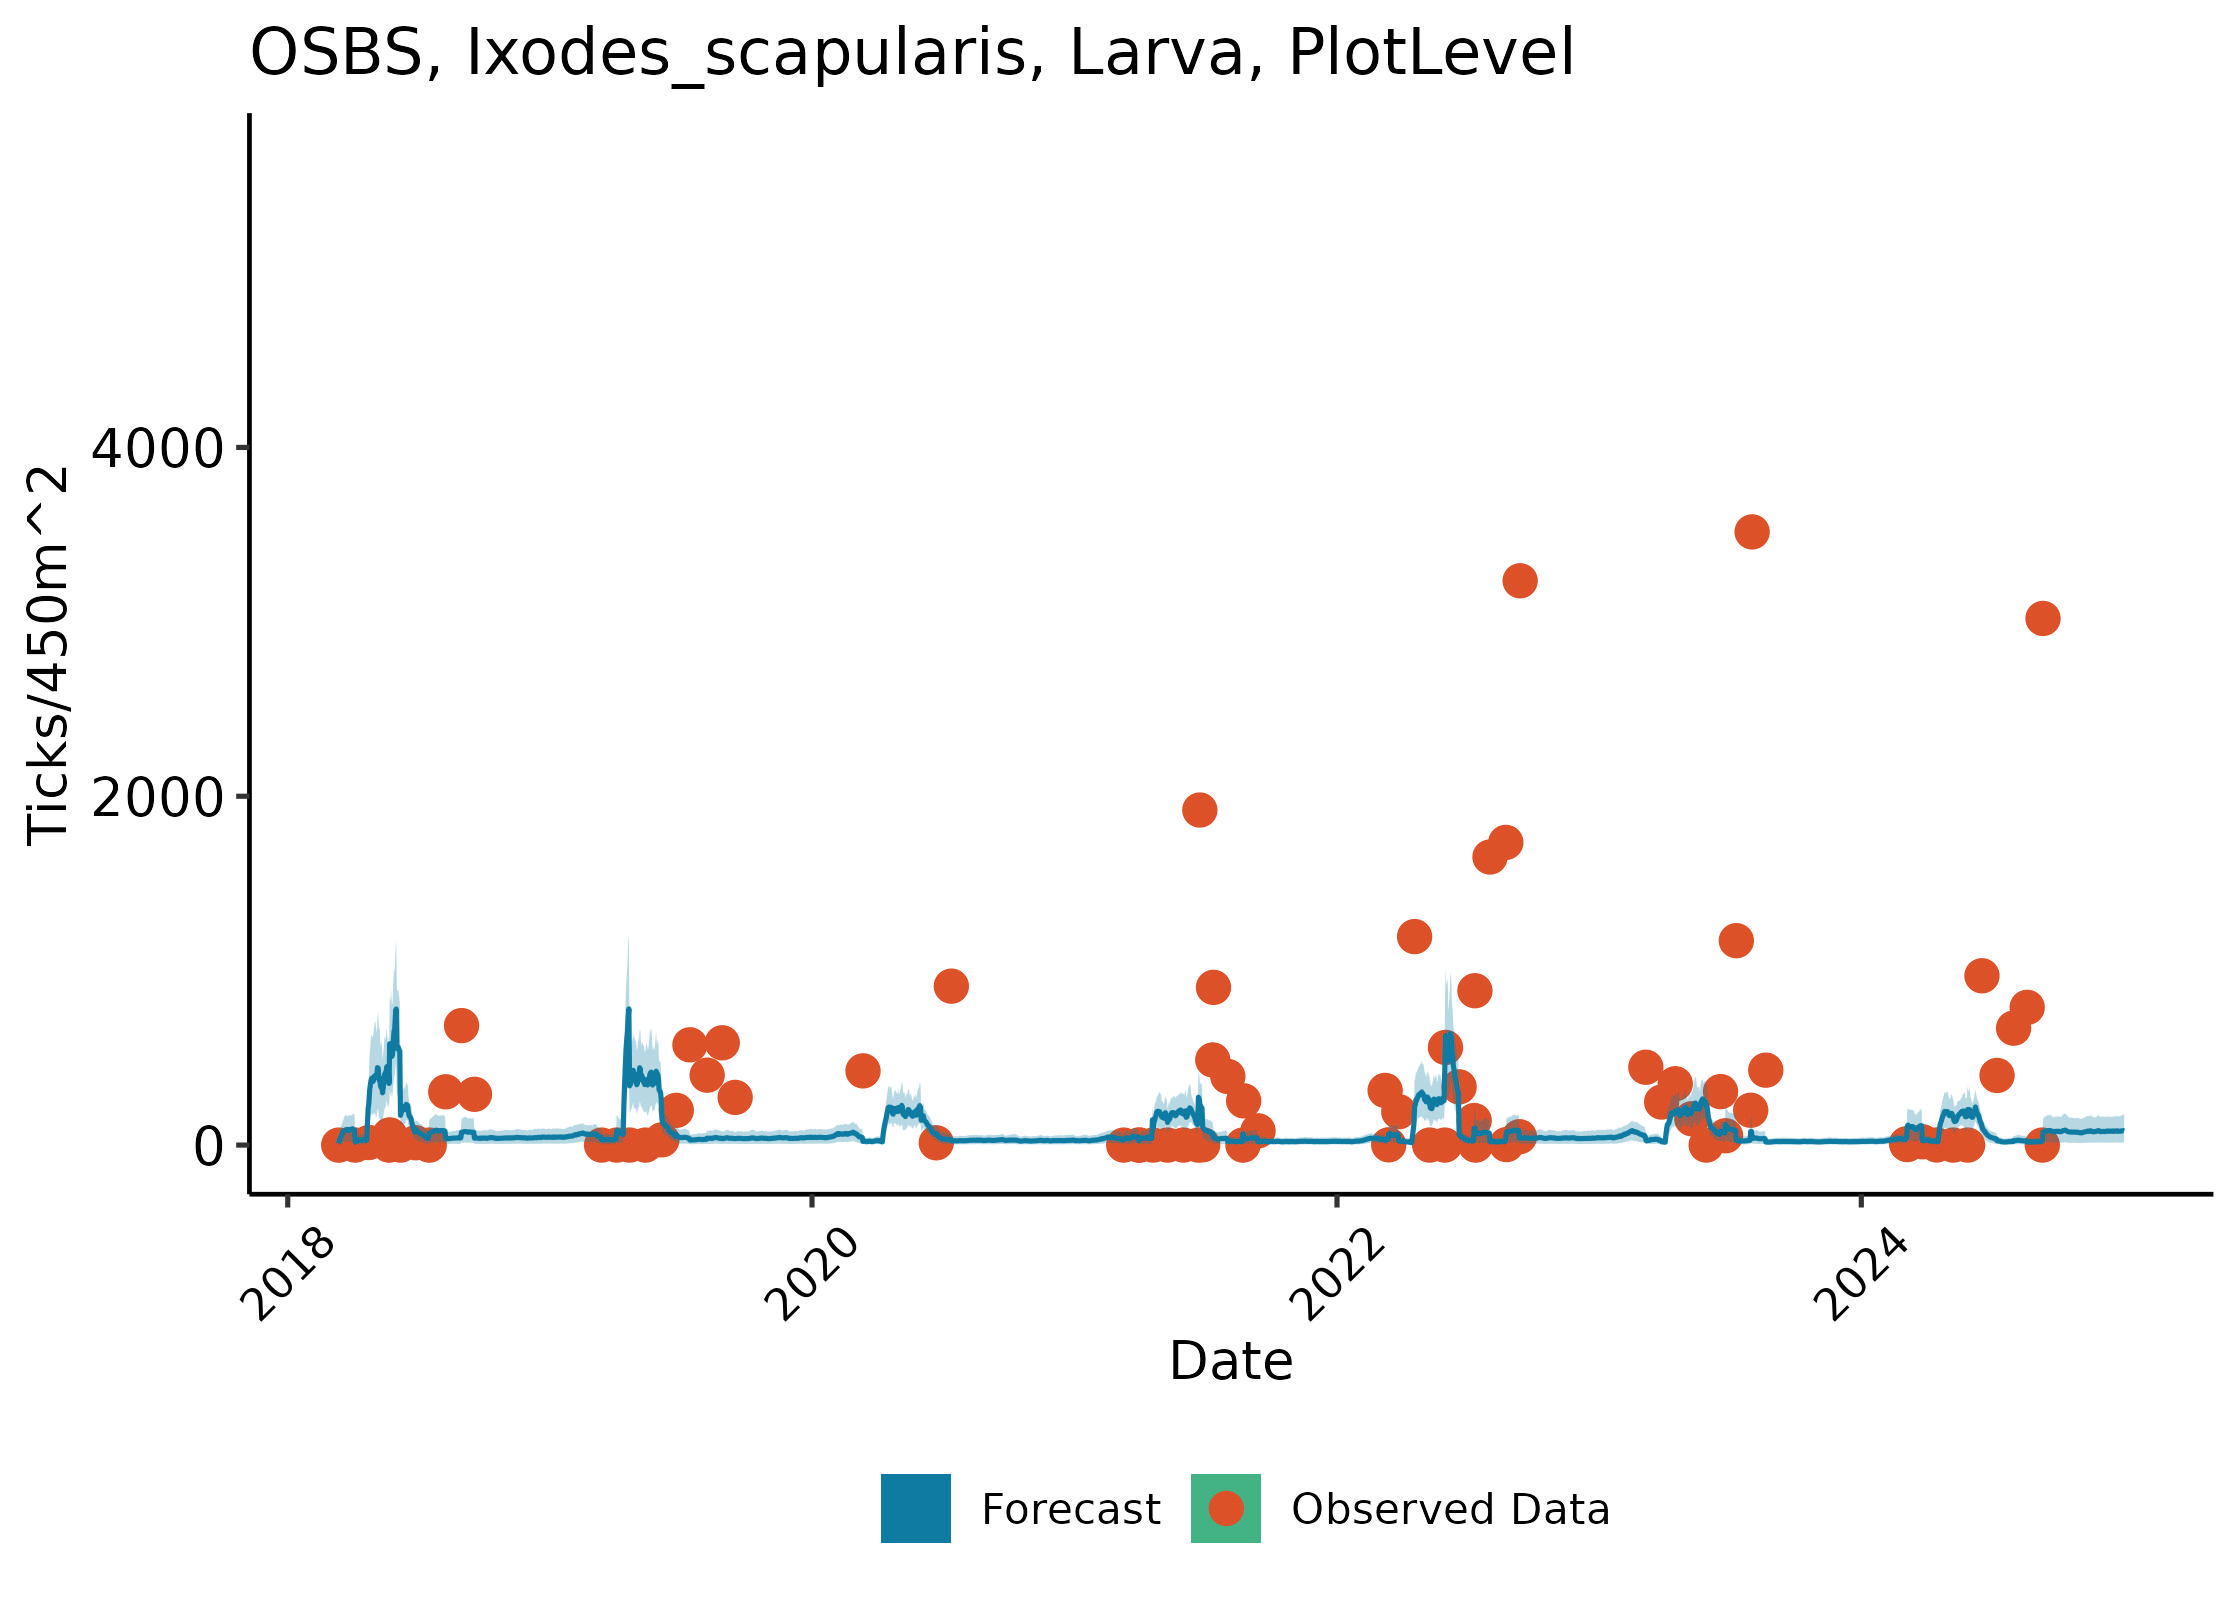 OSBS, Ixodes_scapularis, Larva, PlotLevel
Ticks/450m^2
4000
2000
0
2018
2020
2022
2024
Date
Forecast
Observed Data